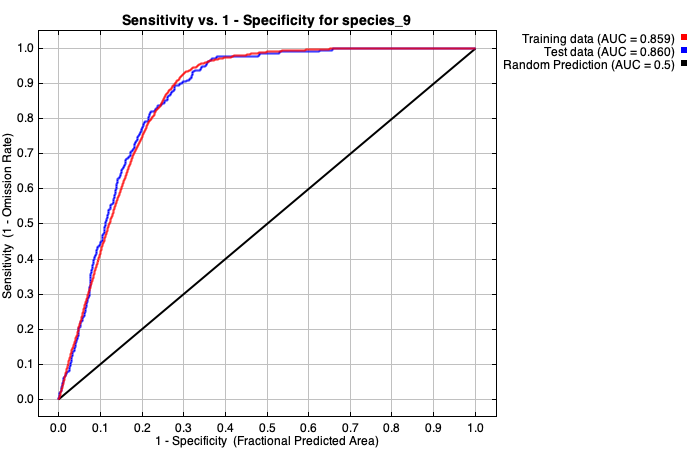 Sensitivity vs. 1 - Specificity for species_9
Training data (AUC = 0.859)
Test data (AUC = 0.860)
Random Prediction (AUC = 0.5)
Sensitivity (1 - Omission Rate)
1.0
0.9
0.8
0.7
0.6
0.5
0.4
0.3
0.2
0.1
0.0
0.0 0.1 0.2 0.3 0.4 0.5 0.6 0.7 0.8 0.9 1.0
1 - Specificity (Fractional Predicted Area)